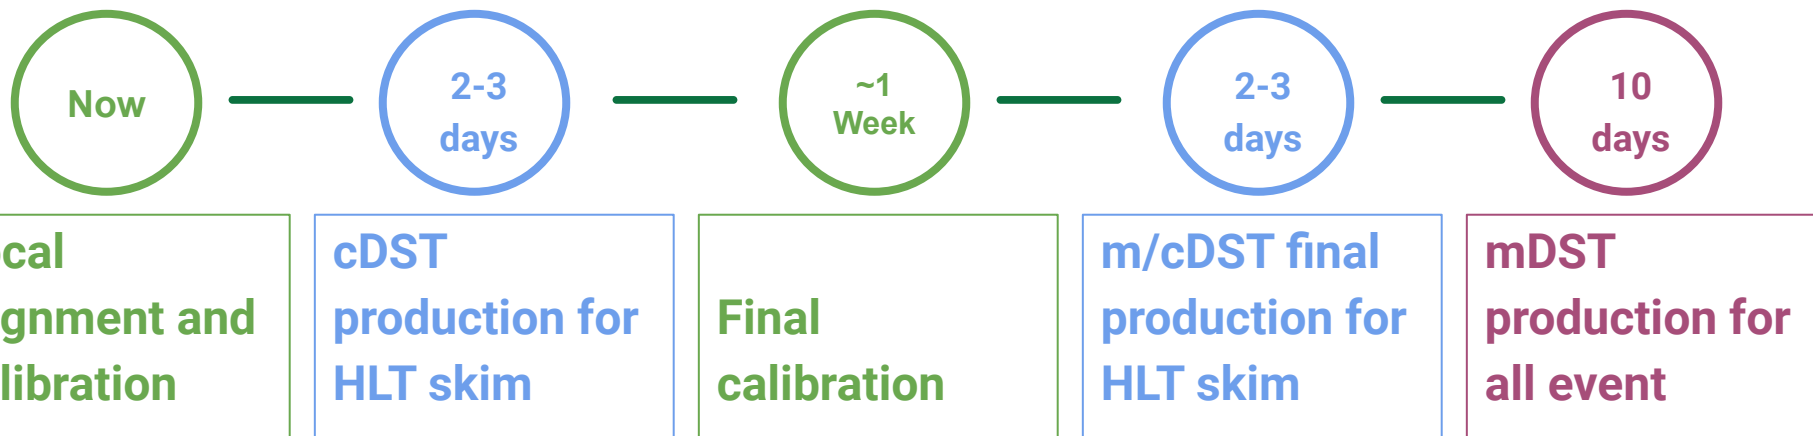 Now
2-3
days
~1
Week
2-3
days
10
days
cal
gnment and
libration
cDST
production for
HLT skim
Final
calibration
m/cDST final
production for
HLT skim
mDST
production for
all event